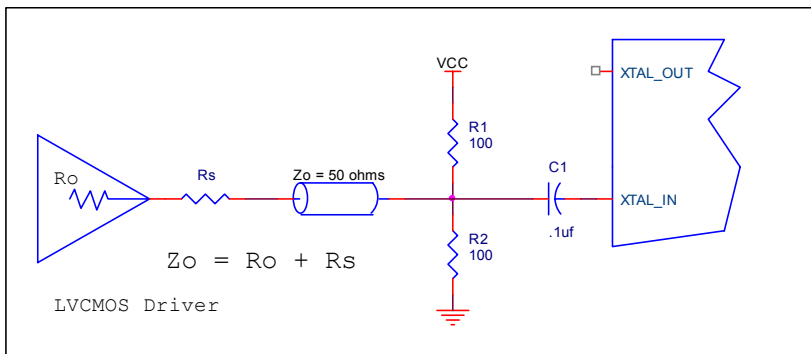 VCC
XTAL_OUT
R1
100
Ro
Rs
Zo = 50 ohms
C1
XTAL_IN
.1uf
R2
100
Zo = Ro + Rs
LVCMOS Driver